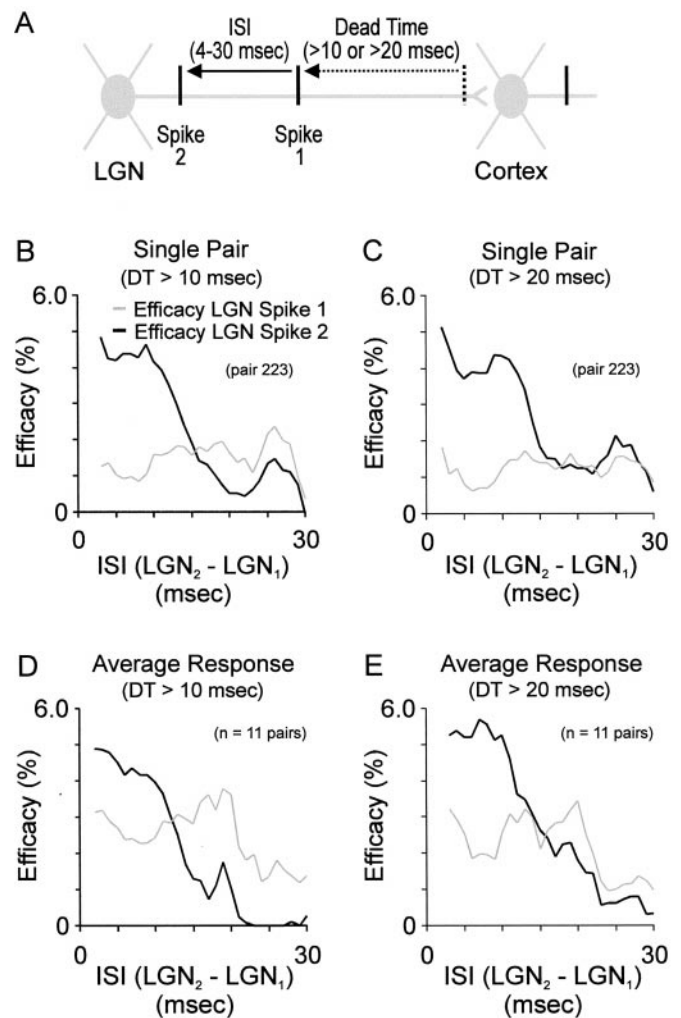 A
ISI
(4-30 msec)
Dead Time
(>10 or >20 msec)
Spike
2
Spike
1
LGN
Cortex
B
Single Pair
(DT > 10 msec)
6.0
Efficacy LGN Spike 1
Efficacy LGN Spike 2
(pair 223)
Efficacy (%)
0
0
30
ISI (LGN₂ - LGN₁)
(msec)
C
Single Pair
(DT > 20 msec)
6.0
(pair 223)
Efficacy (%)
0
0
30
ISI (LGN₂ - LGN₁)
(msec)
D
Average Response
(DT > 10 msec)
6.0
(n = 11 pairs)
Efficacy (%)
0
0
30
ISI (LGN₂ - LGN₁)
(msec)
E
Average Response
(DT > 20 msec)
6.0
(n = 11 pairs)
Efficacy (%)
0
0
30
ISI (LGN₂ - LGN₁)
(msec)